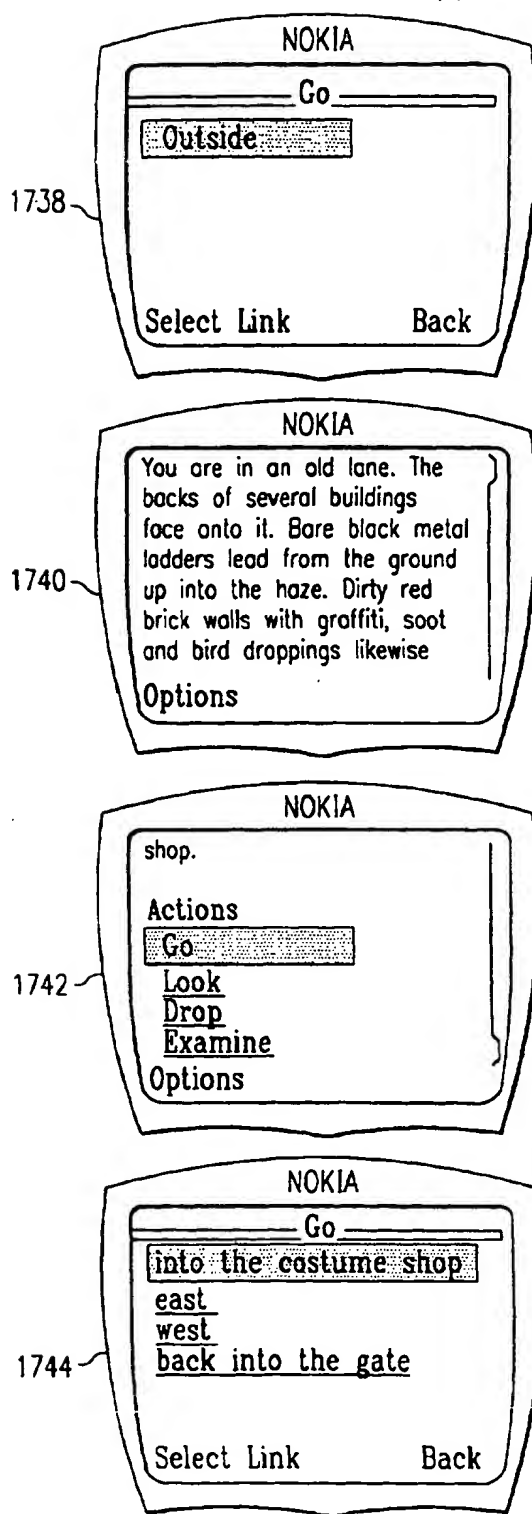 NOKIA
Go
Outside
1738
Select Link Back
NOKIA
You are in an old lane. The
backs of several buildings
face onto it. Bare black metal
ladders lead from the ground
1740
up into the haze. Dirty red
brick walls with graffiti, soot
and bird droppings likewise
Options
NOKIA
shop.
Actions
Go
1742
Look
Drop
Examine
Options
NOKIA
Go
into the costume shop
east
west
1744
back into the gate
Select Link Back